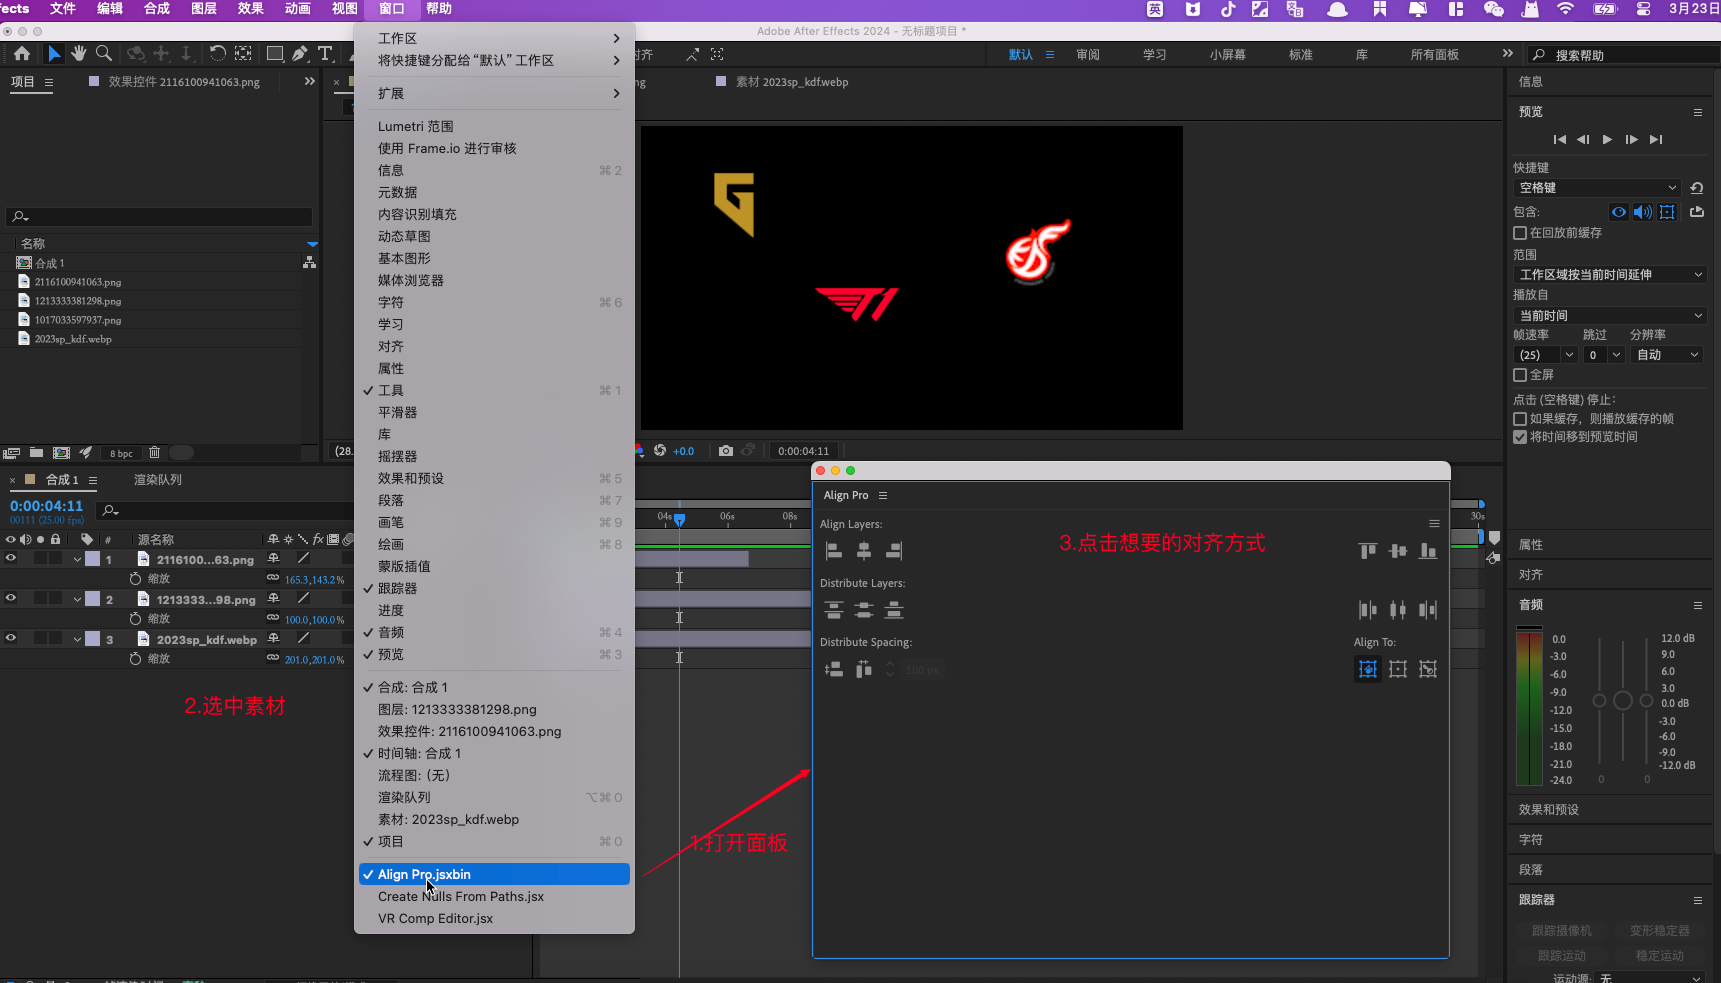 ects 文件 编辑 合成 图层 效果 动画 视图 窗口 帮助
英
3月23日
Adobe After Effects 2024 - 无标题项目 *
对齐
默认 审阅 学习 小屏幕 标准 库 所有面板
搜索帮助
项目
效果控件 2116100941063.png
ng
素材 2023sp_kdf.webp
名称
合成 1
2116100941063.png
1213333381298.png
1017033597937.png
2023sp_kdf.webp
8 bpc
工作区
将快捷键分配给“默认”工作区
扩展
Lumetri 范围
使用 Frame.io 进行审核
信息 ⌘ 2
元数据
内容识别填充
动态草图
基本图形
媒体浏览器
字符 ⌘ 6
学习
对齐
属性
✓ 工具 ⌘ 1
平滑器
库
摇摆器
效果和预设 ⌘ 5
段落 ⌘ 7
画笔 ⌘ 9
绘画 ⌘ 8
蒙版插值
✓ 跟踪器
进度
✓ 音频 ⌘ 4
✓ 预览 ⌘ 3
✓ 合成: 合成 1
图层: 1213333381298.png
效果控件: 2116100941063.png
✓ 时间轴: 合成 1
流程图: (无)
渲染队列 ⌥⌘ 0
素材: 2023sp_kdf.webp
✓ 项目 ⌘ 0
✓ Align Pro.jsxbin
Create Nulls From Paths.jsx
VR Comp Editor.jsx
T1
(28.
+0.0
0:00:04:11
合成 1
渲染队列
0:00:04:11
00111 (25.00 fps)
# 源名称
fx
1 2116100...63.png
缩放 165.3,143.2%
2 1213333...98.png
缩放 100.0,100.0%
3 2023sp_kdf.webp
缩放 201.0,201.0%
04s 06s 08s 30s
2.选中素材
1.打开面板
3.点击想要的对齐方式
Align Pro
Align Layers:
Distribute Layers:
Distribute Spacing:
Align To:
100 px
信息
预览
快捷键
空格键
包含:
在回放前缓存
范围
工作区域按当前时间延伸
播放自
当前时间
帧速率 跳过 分辨率
(25) 0 自动
全屏
点击 (空格键) 停止:
如果缓存，则播放缓存的帧
将时间移到预览时间
属性
对齐
音频
0.0
-3.0
-6.0
-9.0
-12.0
-15.0
-18.0
-21.0
-24.0
0 0
12.0 dB
9.0
6.0
3.0
0.0 dB
-3.0
-6.0
-9.0
-12.0 dB
效果和预设
字符
段落
跟踪器
跟踪摄像机 变形稳定器
跟踪运动 稳定运动
运动源: 无